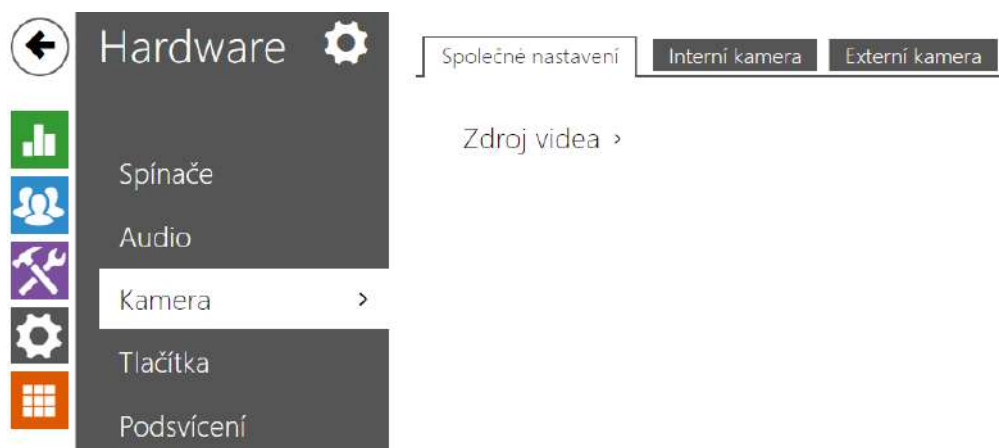 Hardware
Spínače
Audio
Kamera >
Tlačítka
Podsvícení
Společné nastavení
Interní kamera
Externí kamera
Zdroj videa >